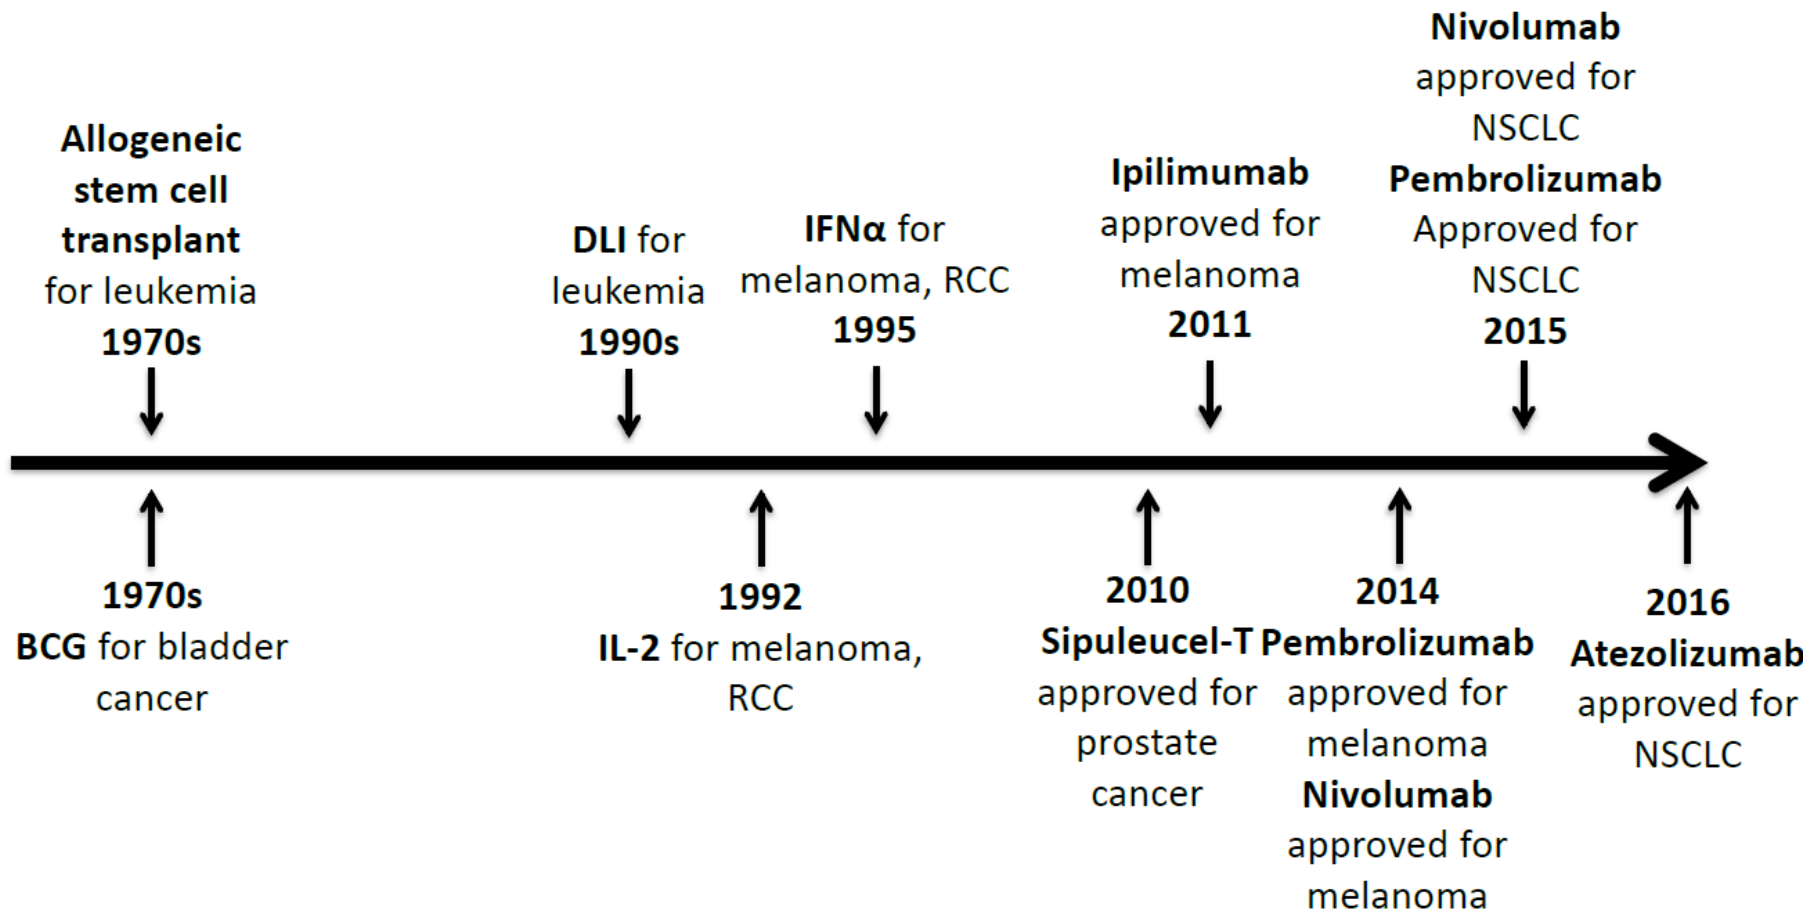 Allogeneic
stem cell
transplant
for leukemia
1970s
DLI for
leukemia
1990s
IFNα for
melanoma, RCC
1995
Ipilimumab
approved for
melanoma
2011
Nivolumab
approved for
NSCLC
Pembrolizumab
Approved for
NSCLC
2015
1970s
BCG for bladder
cancer
1992
IL-2 for melanoma,
RCC
2010
Sipuleucel-T
approved for
prostate
cancer
2014
Pembrolizumab
approved for
melanoma
Nivolumab
approved for
melanoma
2016
Atezolizumab
approved for
NSCLC